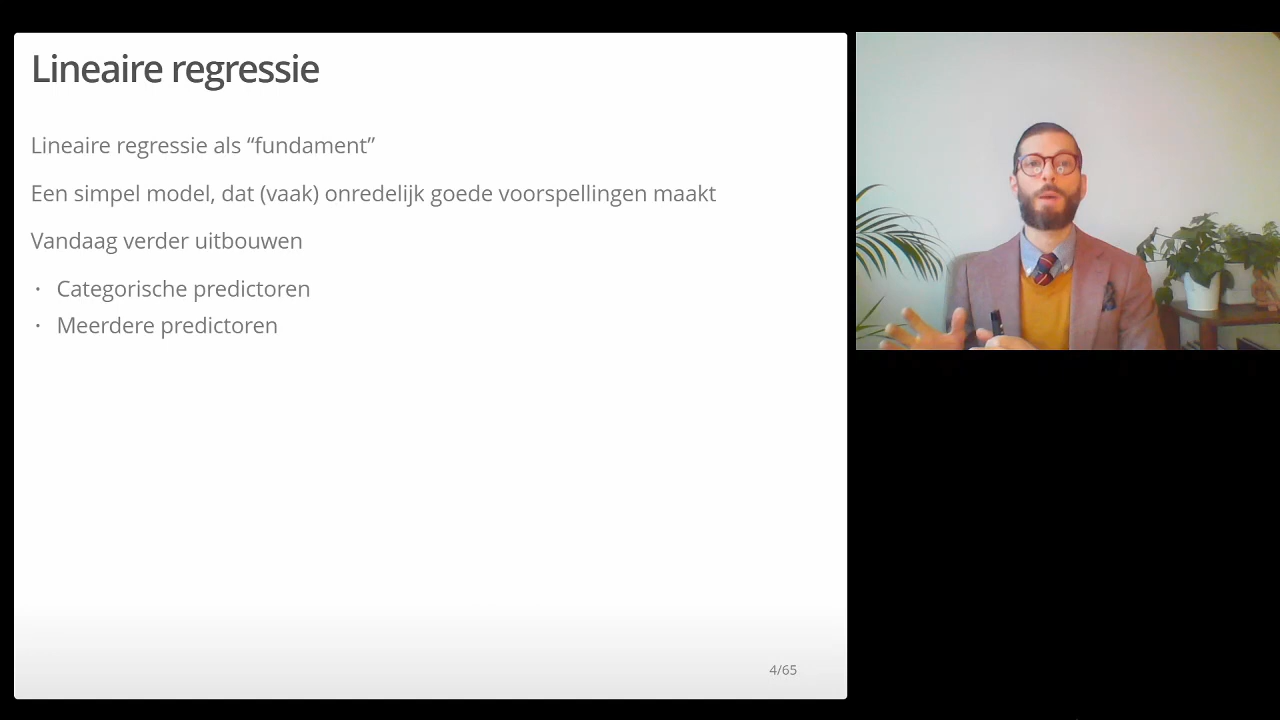 Lineaire regressie
Lineaire regressie als “fundament”
Een simpel model, dat (vaak) onredelijk goede voorspellingen maakt
Vandaag verder uitbouwen
· Categorische predictoren
· Meerdere predictoren
4/65